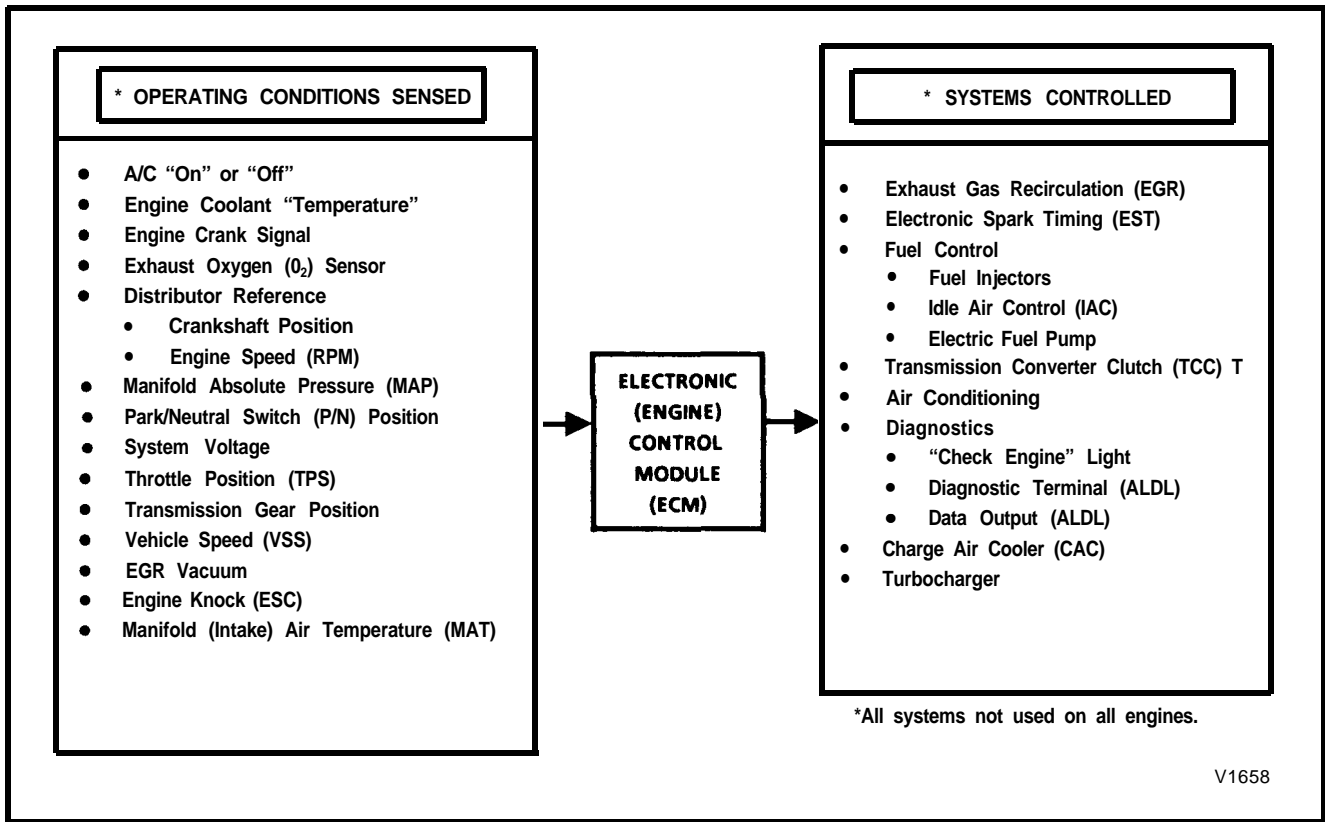 * OPERATING CONDITIONS SENSED
• A/C “On” or “Off”
• Engine Coolant “Temperature”
• Engine Crank Signal
• Exhaust Oxygen (0₂) Sensor
• Distributor Reference
• Crankshaft Position
• Engine Speed (RPM)
• Manifold Absolute Pressure (MAP)
• Park/Neutral Switch (P/N) Position
• System Voltage
• Throttle Position (TPS)
• Transmission Gear Position
• Vehicle Speed (VSS)
• EGR Vacuum
• Engine Knock (ESC)
• Manifold (Intake) Air Temperature (MAT)
ELECTRONIC
(ENGINE)
CONTROL
MODULE
(ECM)
* SYSTEMS CONTROLLED
• Exhaust Gas Recirculation (EGR)
• Electronic Spark Timing (EST)
• Fuel Control
• Fuel Injectors
• Idle Air Control (IAC)
• Electric Fuel Pump
• Transmission Converter Clutch (TCC) T
• Air Conditioning
• Diagnostics
• “Check Engine” Light
• Diagnostic Terminal (ALDL)
• Data Output (ALDL)
• Charge Air Cooler (CAC)
• Turbocharger
*All systems not used on all engines.
V1658